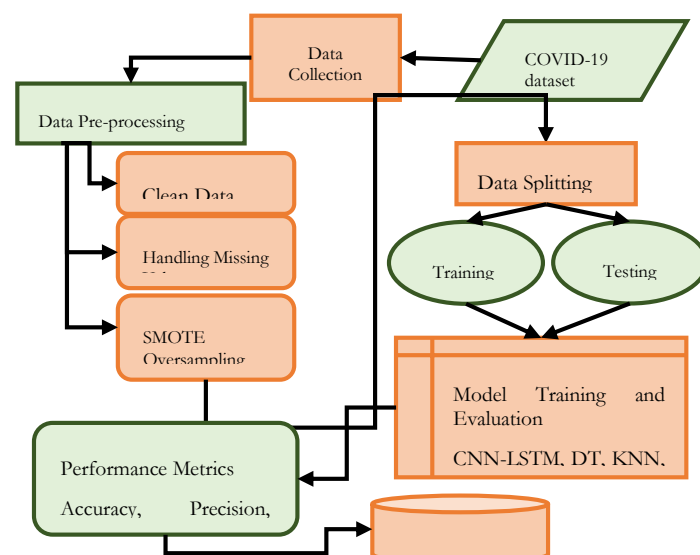 Data
Collection
COVID-19
dataset
Data Pre-processing
Clean Data
Handling Missing
SMOTE
Oversampling
Data Splitting
Training
Testing
Model Training and
Evaluation
CNN-LSTM, DT, KNN,
Performance Metrics
Accuracy, Precision,